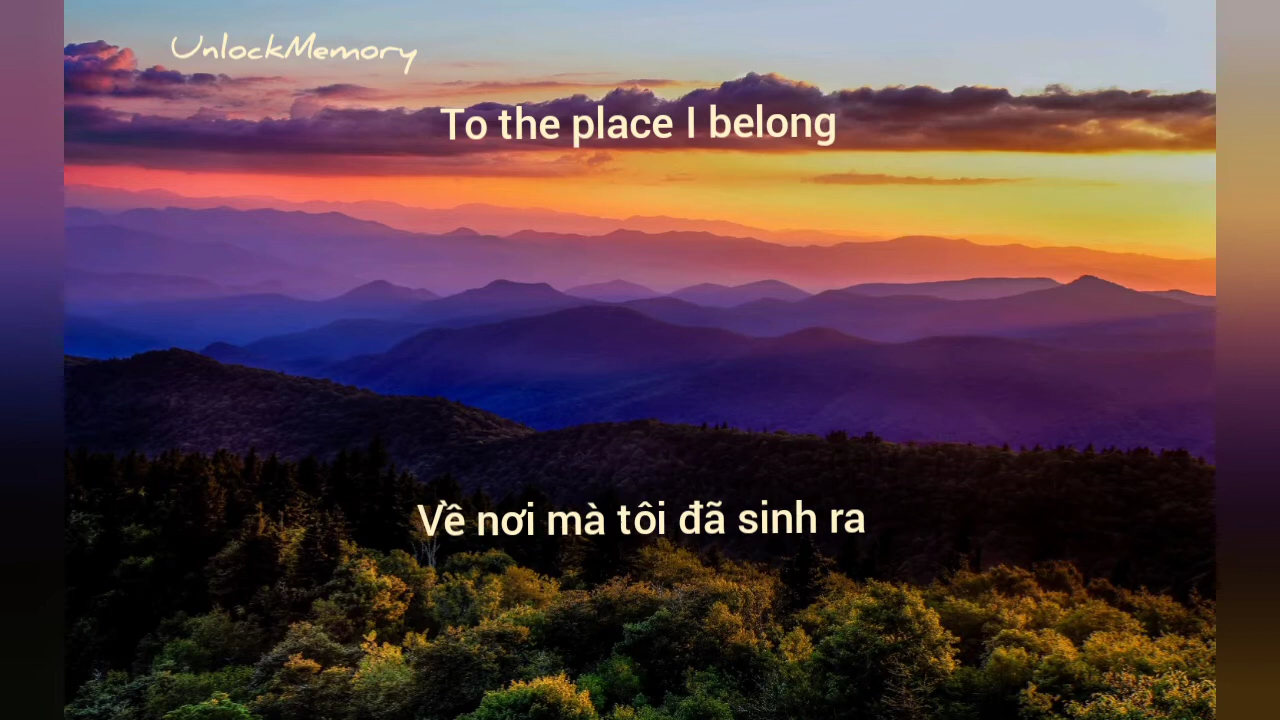 UnlockMemory
To the place I belong
Về nơi mà tôi đã sinh ra